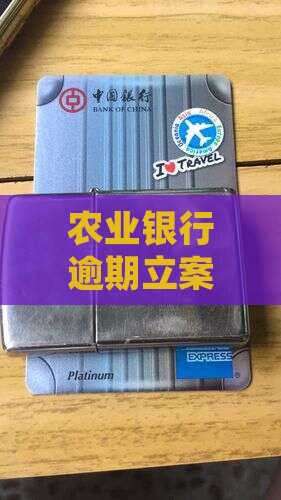 中国银行
BANK OF CHINA
I TRAVEL
农业银行
逾期立案
Platinum
EXPRESS